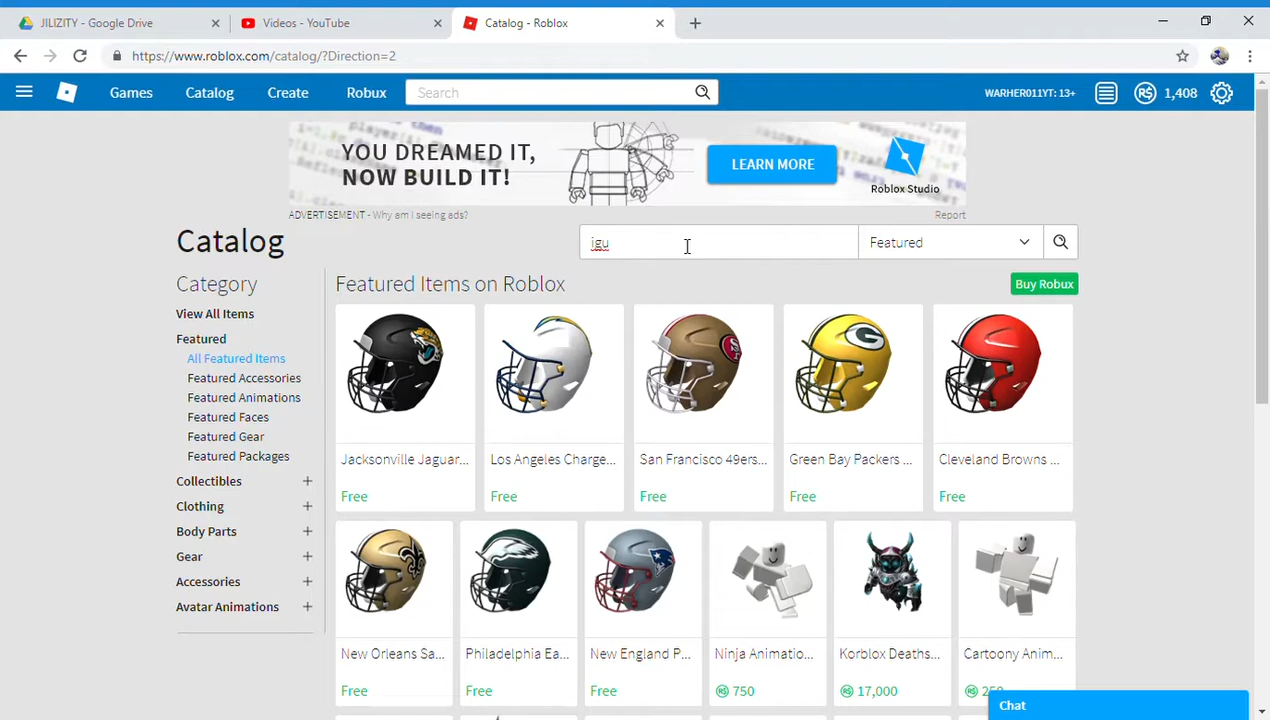 JILIZITY - Google Drive
Videos - YouTube
Catalog - Roblox
https://www.roblox.com/catalog/?Direction=2
Games
Catalog
Create
Robux
Search
WARHER011YT: 13+
1,408
YOU DREAMED IT,
NOW BUILD IT!
LEARN MORE
Roblox Studio
ADVERTISEMENT - Why am I seeing ads?
Report
Catalog
igu
Featured
Category
Featured Items on Roblox
Buy Robux
View All Items
Featured
All Featured Items
Featured Accessories
Featured Animations
Featured Faces
Featured Gear
Featured Packages
Collectibles +
Clothing +
Body Parts +
Gear +
Accessories +
Avatar Animations +
Jacksonville Jaguar...
Los Angeles Charge...
San Francisco 49ers...
Green Bay Packers ...
Cleveland Browns ...
Free
Free
Free
Free
Free
New Orleans Sa...
Philadelphia Ea...
New England P...
Ninja Animatio...
Korblox Deaths...
Cartoony Anim...
Free
Free
Free
750
17,000
Chat